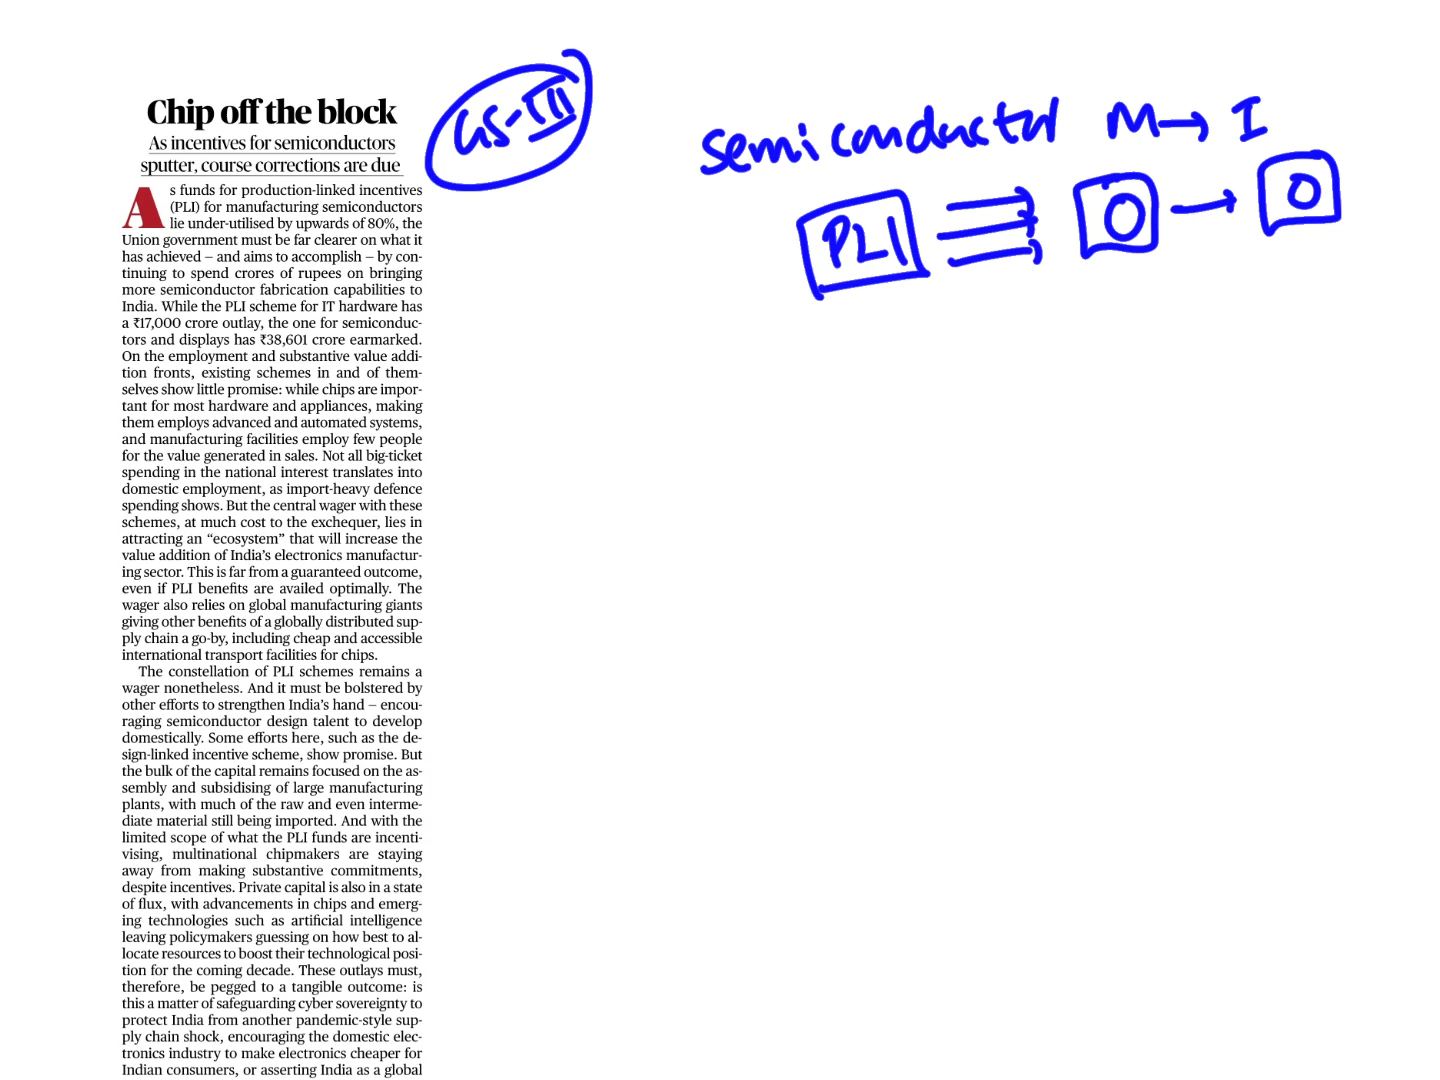 Chip off the block
As incentives for semiconductors
sputter, course corrections are due
As funds for production-linked incentives
(PLI) for manufacturing semiconductors
lie under-utilised by upwards of 80%, the
Union government must be far clearer on what it
has achieved – and aims to accomplish – by con-
tinuing to spend crores of rupees on bringing
more semiconductor fabrication capabilities to
India. While the PLI scheme for IT hardware has
a ₹17,000 crore outlay, the one for semiconduc-
tors and displays has ₹38,601 crore earmarked.
On the employment and substantive value addi-
tion fronts, existing schemes in and of them-
selves show little promise: while chips are impor-
tant for most hardware and appliances, making
them employs advanced and automated systems,
and manufacturing facilities employ few people
for the value generated in sales. Not all big-ticket
spending in the national interest translates into
domestic employment, as import-heavy defence
spending shows. But the central wager with these
schemes, at much cost to the exchequer, lies in
attracting an “ecosystem” that will increase the
value addition of India’s electronics manufactur-
ing sector. This is far from a guaranteed outcome,
even if PLI benefits are availed optimally. The
wager also relies on global manufacturing giants
giving other benefits of a globally distributed sup-
ply chain a go-by, including cheap and accessible
international transport facilities for chips.
The constellation of PLI schemes remains a
wager nonetheless. And it must be bolstered by
other efforts to strengthen India’s hand – encou-
raging semiconductor design talent to develop
domestically. Some efforts here, such as the de-
sign-linked incentive scheme, show promise. But
the bulk of the capital remains focused on the as-
sembly and subsidising of large manufacturing
plants, with much of the raw and even interme-
diate material still being imported. And with the
limited scope of what the PLI funds are incenti-
vising, multinational chipmakers are staying
away from making substantive commitments,
despite incentives. Private capital is also in a state
of flux, with advancements in chips and emerg-
ing technologies such as artificial intelligence
leaving policymakers guessing on how best to al-
locate resources to boost their technological posi-
tion for the coming decade. These outlays must,
therefore, be pegged to a tangible outcome: is
this a matter of safeguarding cyber sovereignty to
protect India from another pandemic-style sup-
ply chain shock, encouraging the domestic elec-
tronics industry to make electronics cheaper for
Indian consumers, or asserting India as a global
GS-III
semiconductor M→ I
PLI O → O